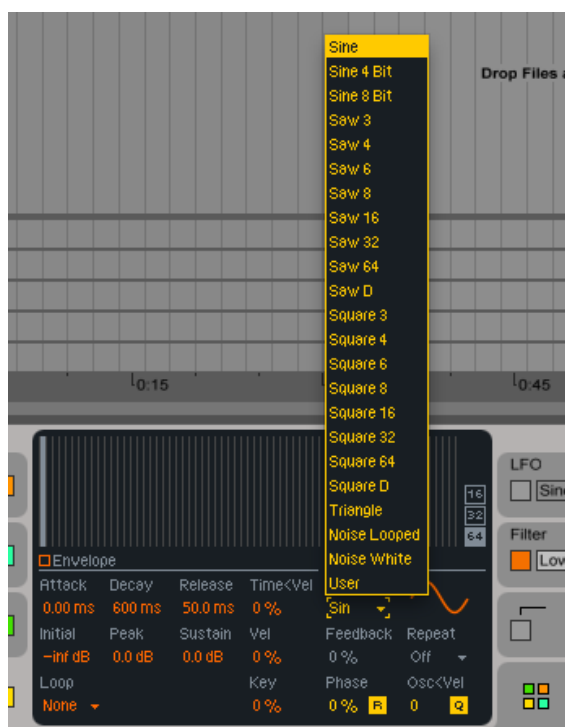 Sine
Sine 4 Bit
Drop Files
Sine 8 Bit
Saw 3
Saw 4
Saw 6
Saw 8
Saw 16
Saw 32
Saw 64
Saw D
Square 3
Square 4
Square 6
Square 8
0:15
0:45
Square 16
Square 32
Square 64
LFO
Square D
16
Sin
Triangle
32
Noise Looped
64
Filter
Envelope
Noise White
Low
Attack Decay Release Time<Vel User
0.00 ms 600 ms 50.0 ms 0 % Sin
Initial Peak Sustain Vel Feedback Repeat
-inf dB 0.0 dB 0.0 dB 0 % 0 % Off
Loop Key Phase Osc<Vel
None 0 % 0 % R 0 Q